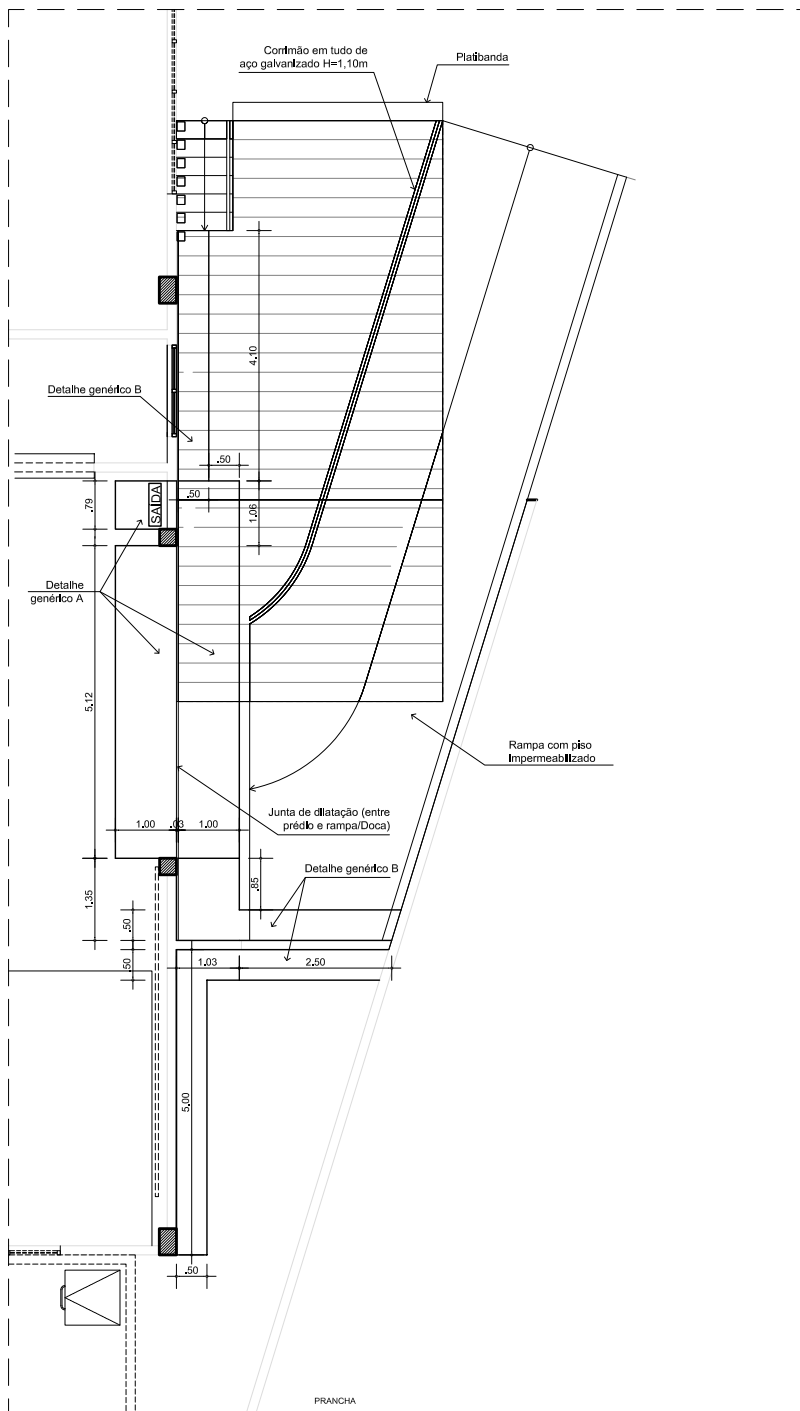 Corrimão em tudo de
aço galvanizado H=1,10m
Platibanda
4.10
Detalhe genérico B
.50
.50
1.06
.79
SAÍDA
Detalhe
genérico A
5.12
Rampa com piso
Impermeabilizado
Junta de dilatação (entre
prédio e rampa/Doca)
1.00
.03
1.00
Detalhe genérico B
.85
1.35
.50
.50
1.03
2.50
5.00
.50
PRANCHA